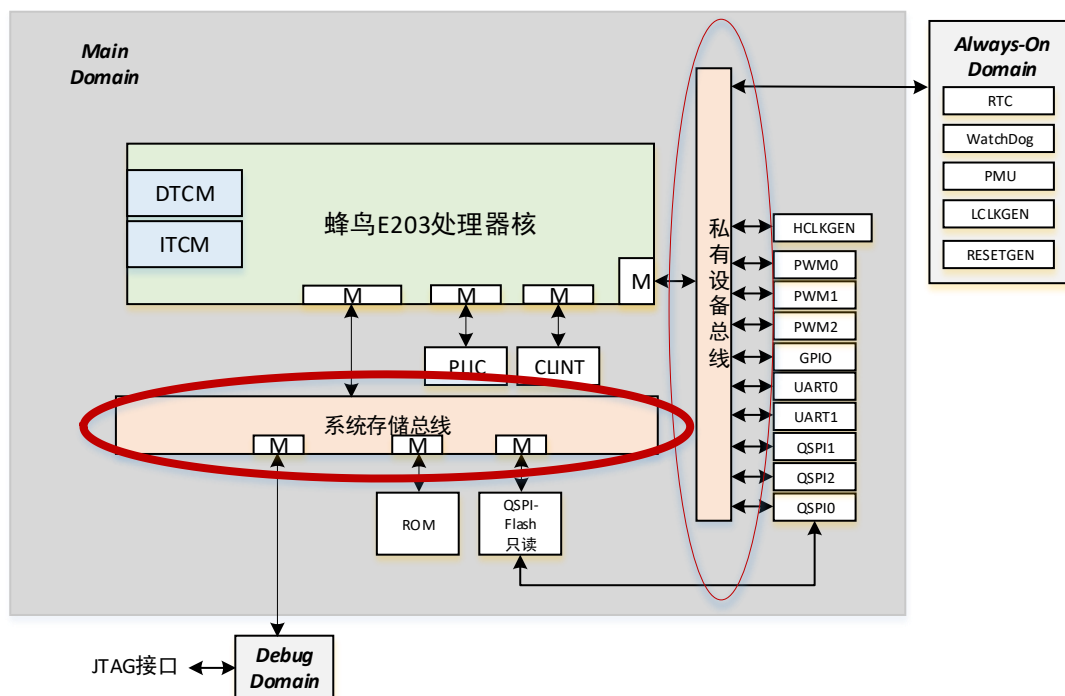 Main
Domain
Always-On
Domain
RTC
WatchDog
PMU
LCLKGEN
RESETGEN
DTCM
ITCM
蜂鸟E203处理器核
M
M
M
M
PLIC
CLINT
私有设备总线
HCLKGEN
PWM0
PWM1
PWM2
GPIO
UART0
UART1
QSPI1
QSPI2
QSPI0
系统存储总线
M
M
M
ROM
QSPI-
Flash
只读
JTAG接口
Debug
Domain